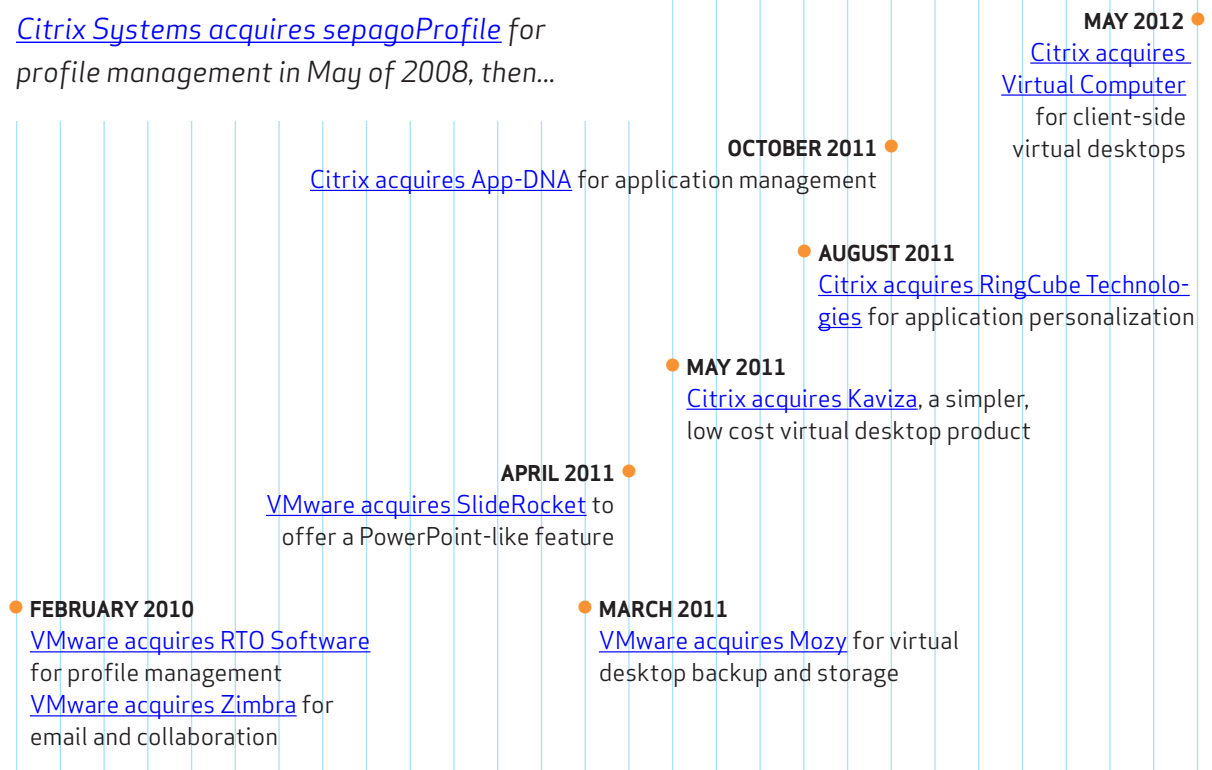 Citrix Systems acquires sepagoProfile for
profile management in May of 2008, then...
MAY 2012
Citrix acquires
Virtual Computer
for client-side
virtual desktops
OCTOBER 2011
Citrix acquires App-DNA for application management
AUGUST 2011
Citrix acquires RingCube Technolo-
gies for application personalization
MAY 2011
Citrix acquires Kaviza, a simpler,
low cost virtual desktop product
APRIL 2011
VMware acquires SlideRocket to
offer a PowerPoint-like feature
FEBRUARY 2010
VMware acquires RTO Software
for profile management
VMware acquires Zimbra for
email and collaboration
MARCH 2011
VMware acquires Mozy for virtual
desktop backup and storage